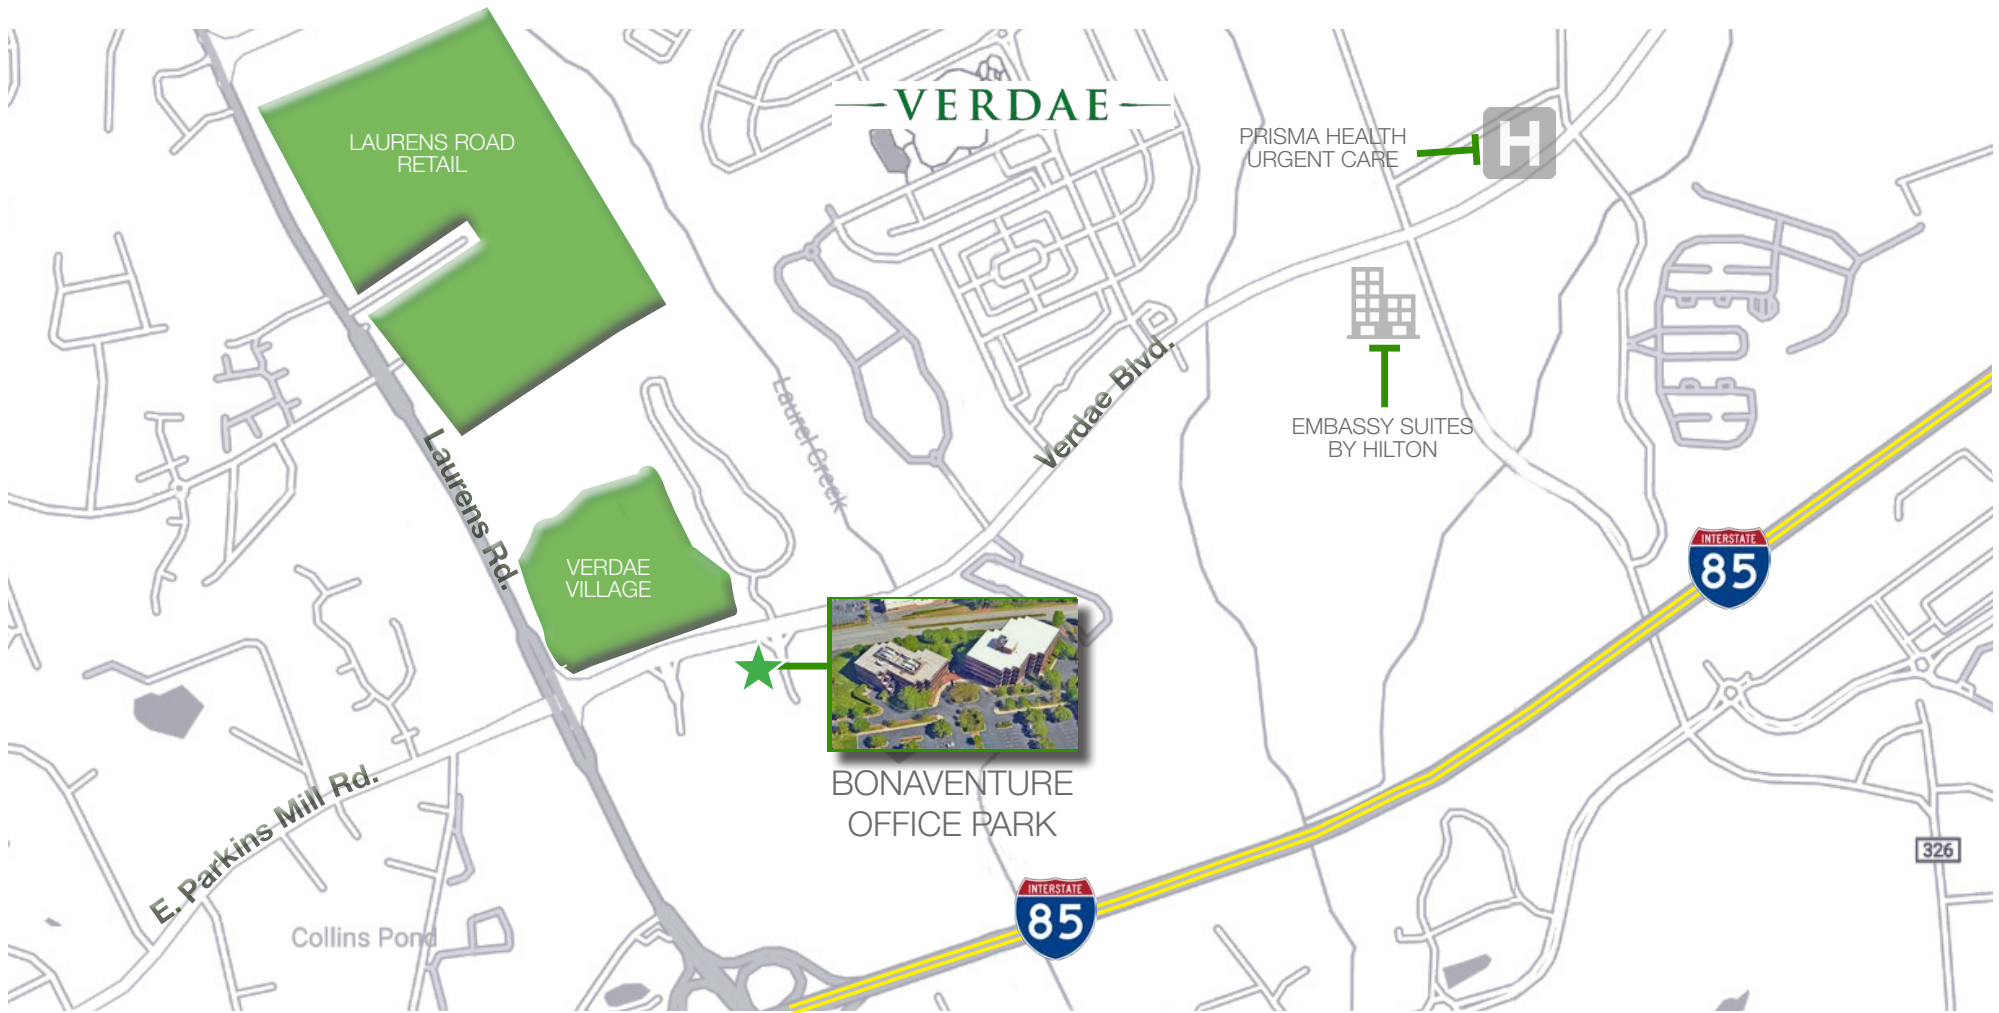 VERDAE
LAURENS ROAD
RETAIL
PRISMA HEALTH
URGENT CARE
H
Verdae Blvd.
Laurel Creek
EMBASSY SUITES
BY HILTON
Laurens Rd.
VERDAE
VILLAGE
INTERSTATE
85
BONAVENTURE
OFFICE PARK
E. Parkins Mill Rd.
326
INTERSTATE
85
Collins Pond